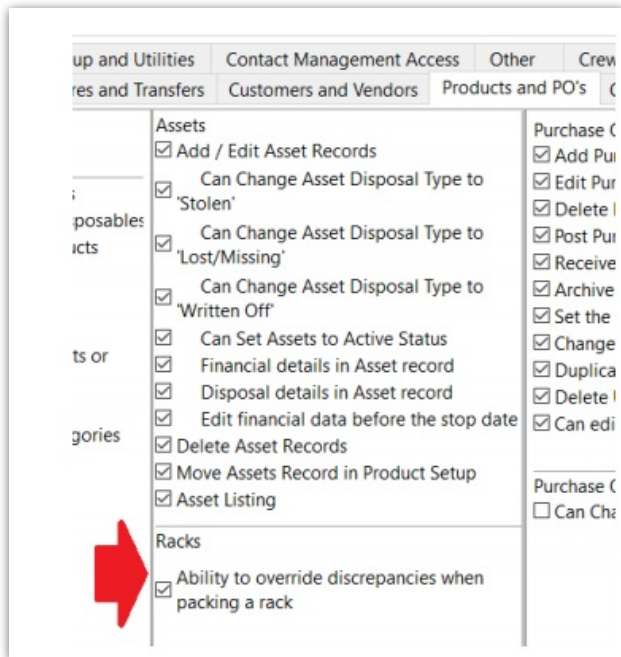 up and Utilities Contact Management Access Other Crew
res and Transfers Customers and Vendors Products and PO's
Assets
Add / Edit Asset Records
Can Change Asset Disposal Type to
'Stolen'
Can Change Asset Disposal Type to
'Lost/Missing'
Can Change Asset Disposal Type to
'Written Off'
Can Set Assets to Active Status
Financial details in Asset record
Disposal details in Asset record
Edit financial data before the stop date
Delete Asset Records
Move Assets Record in Product Setup
Asset Listing
Racks
Ability to override discrepancies when
packing a rack
sposables
ucts
ts or
gories
Purchase
Add Pu
Edit Pur
Delete
Post Pur
Receive
Archive
Set the
Change
Duplica
Delete
Can edi
Purchase
Can Cha